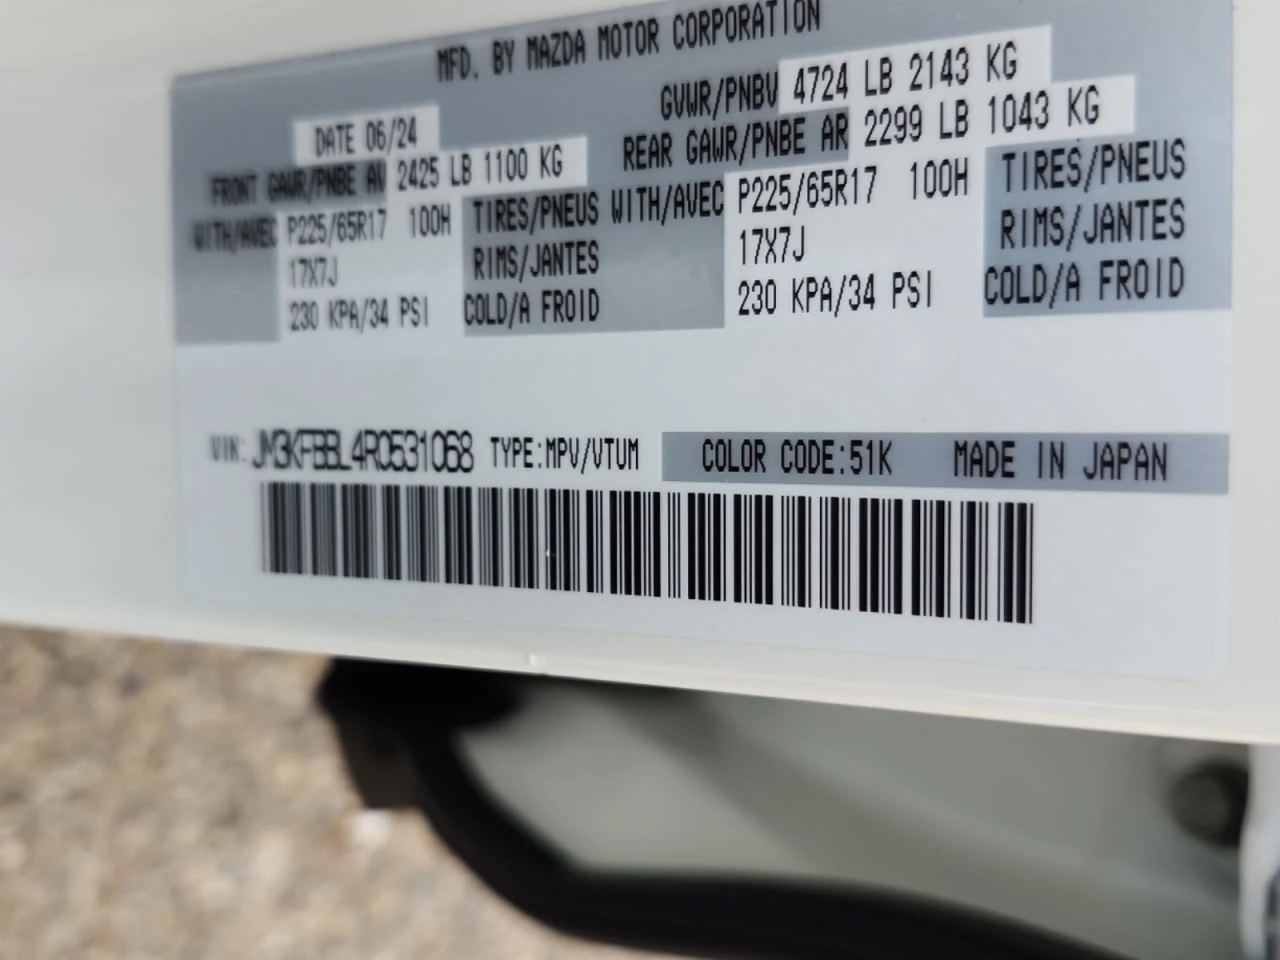 MFD. BY MAZDA MOTOR CORPORATION
DATE 06/24 GVWR/PNBV 4724 LB 2143 KG
FRONT GAWR/PNBE AV 2425 LB 1100 KG REAR GAWR/PNBE AR 2299 LB 1043 KG
WITH/AVEC P225/65R17 100H TIRES/PNEUS WITH/AVEC P225/65R17 100H TIRES/PNEUS
17X7J RIMS/JANTES 17X7J RIMS/JANTES
230 KPA/34 PSI COLD/A FROID 230 KPA/34 PSI COLD/A FROID
VIN: JM3KFBBL4R0531068 TYPE:MPV/VTUM COLOR CODE:51K MADE IN JAPAN